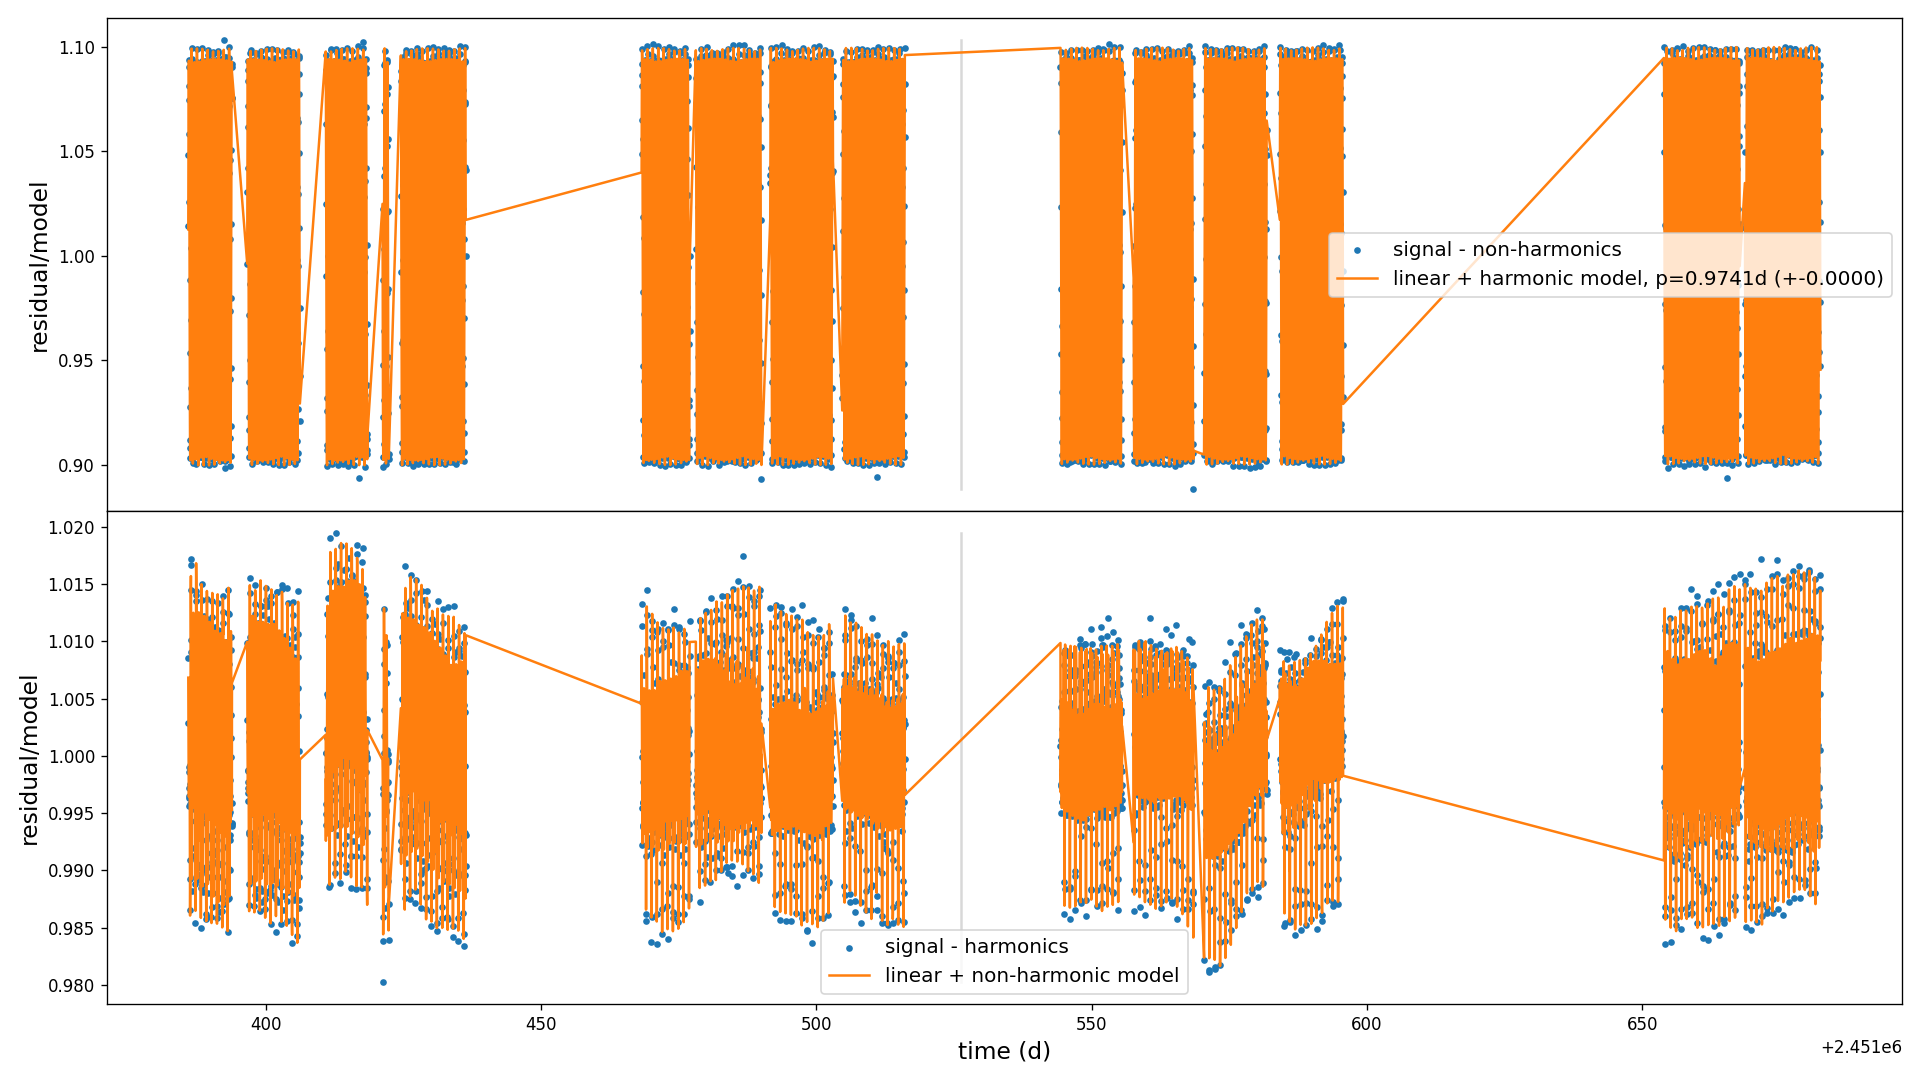 1.10
1.05
1.00
0.95
0.90
residual/model
signal - non-harmonics
linear + harmonic model, p=0.9741d (+-0.0000)
1.020
1.015
1.010
1.005
1.000
0.995
0.990
0.985
0.980
residual/model
signal - harmonics
linear + non-harmonic model
400
450
500
550
600
650
time (d)
+2.451e6